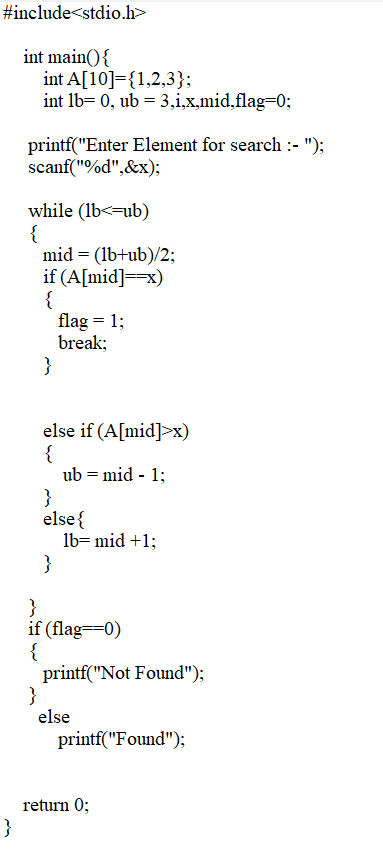 #include<stdio.h>
int main(){
int A[10]={1,2,3};
int lb= 0, ub = 3,i,x,mid,flag=0;
printf("Enter Element for search :- ");
scanf("%d",&x);
while (lb<=ub)
{
mid = (lb+ub)/2;
if (A[mid]==x)
{
flag = 1;
break;
}
else if (A[mid]>x)
{
ub = mid - 1;
}
else{
lb= mid +1;
}
}
if (flag==0)
{
printf("Not Found");
}
else
printf("Found");
return 0;
}